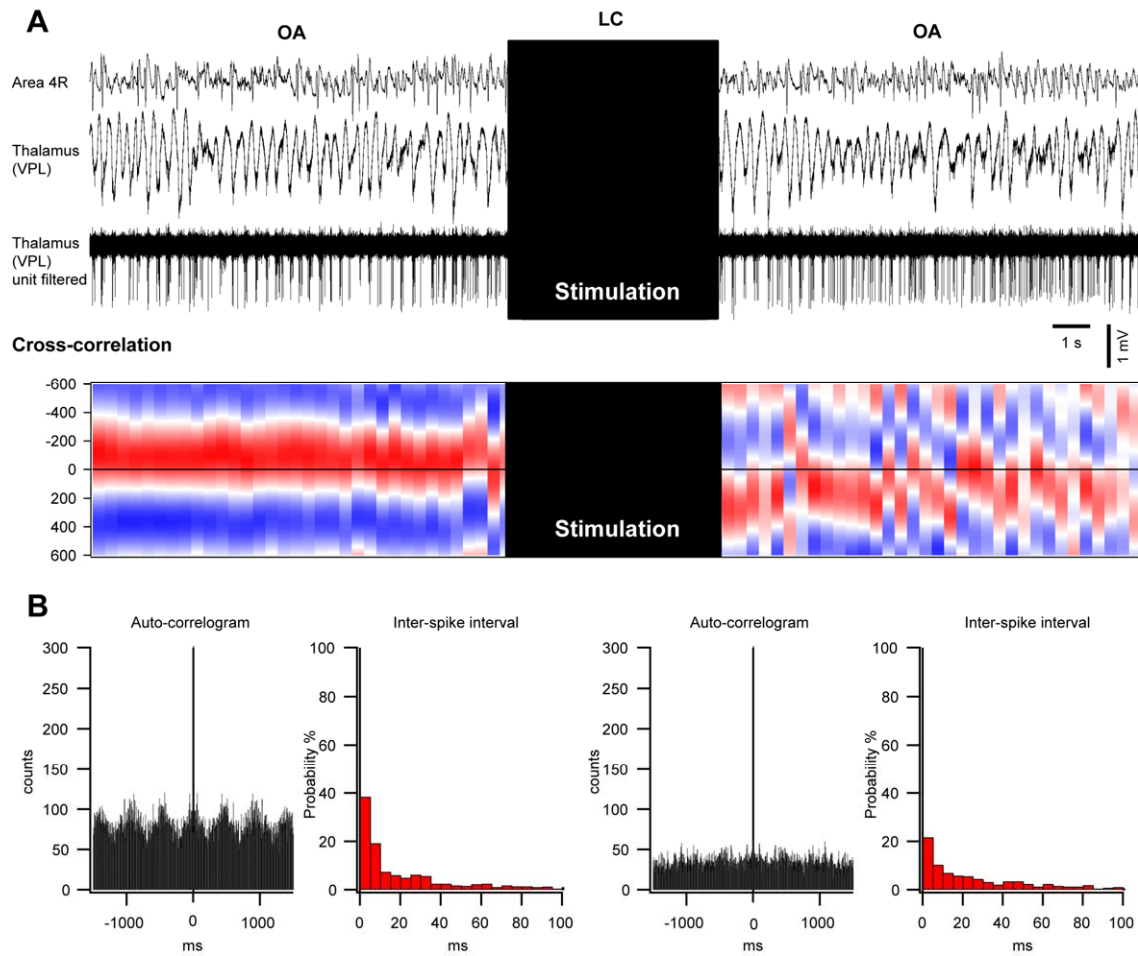 A
OA
LC
OA
Area 4R
Thalamus
(VPL)
Thalamus
(VPL)
unit filtered
Stimulation
1 s
1 mV
Cross-correlation
-600
-400
-200
0
200
400
600
Stimulation
B
Auto-correlogram
300
250
200
150
100
50
0
counts
-1000
0
1000
ms
Inter-spike interval
100
80
60
40
20
0
Probability %
0
20
40
60
80
100
ms
Auto-correlogram
300
250
200
150
100
50
0
counts
-1000
0
1000
ms
Inter-spike interval
100
80
60
40
20
0
Probability %
0
20
40
60
80
100
ms